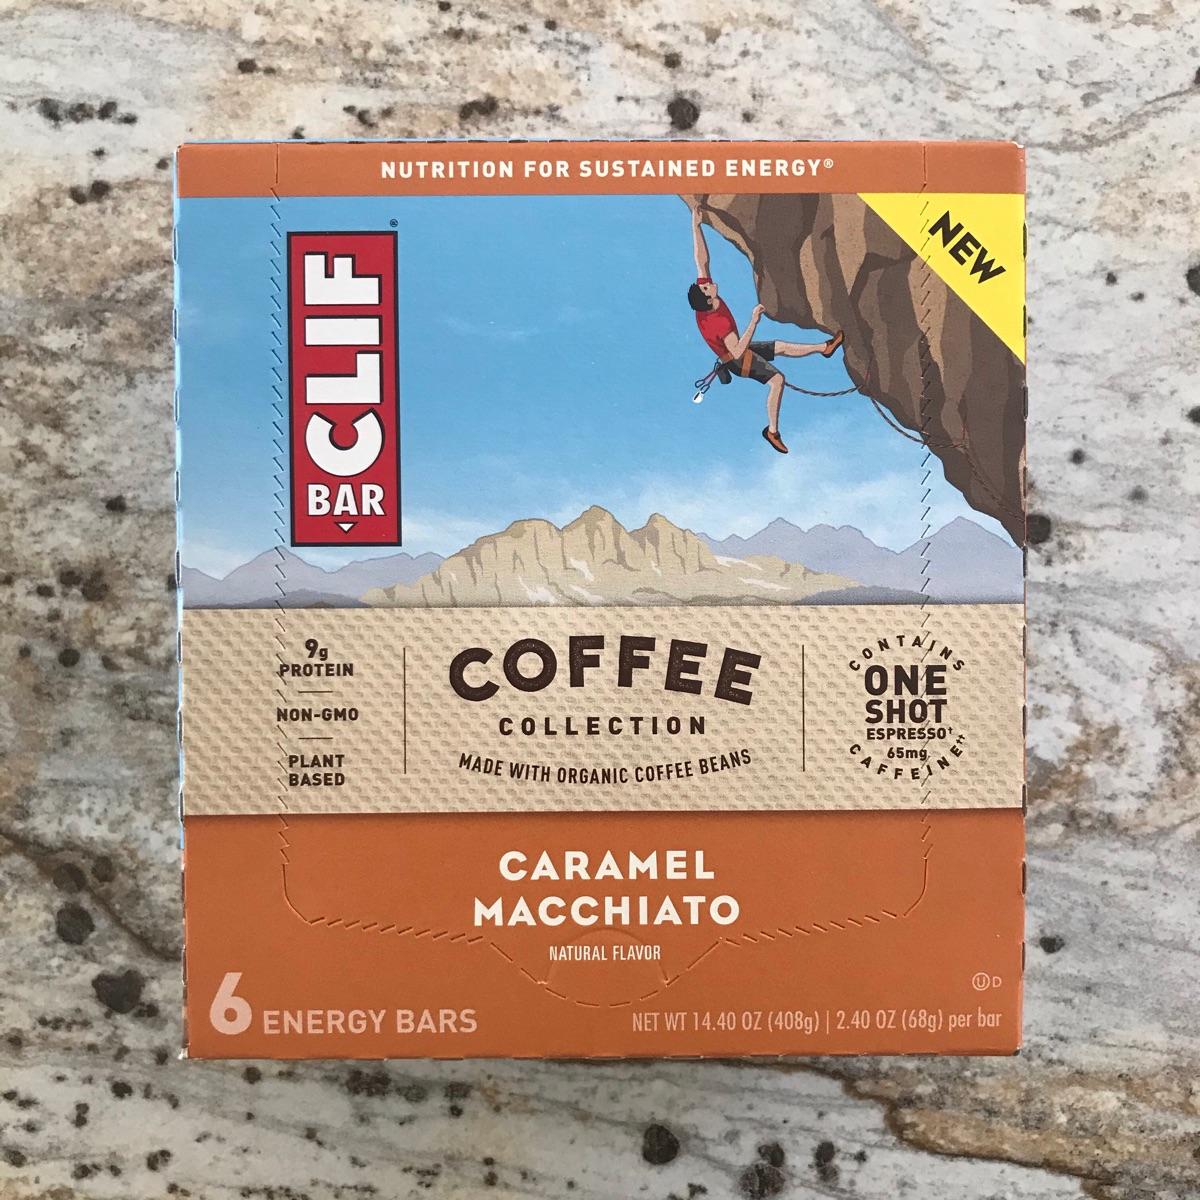 NUTRITION FOR SUSTAINED ENERGY®
NEW
CLIF®
BAR
9g
PROTEIN
NON-GMO
PLANT
BASED
COFFEE
COLLECTION
MADE WITH ORGANIC COFFEE BEANS
CONTAINS
ONE
SHOT
ESPRESSO†
65mg
CAFFEINE††
CARAMEL
MACCHIATO
NATURAL FLAVOR
6 ENERGY BARS
U D
NET WT 14.40 OZ (408g) | 2.40 OZ (68g) per bar